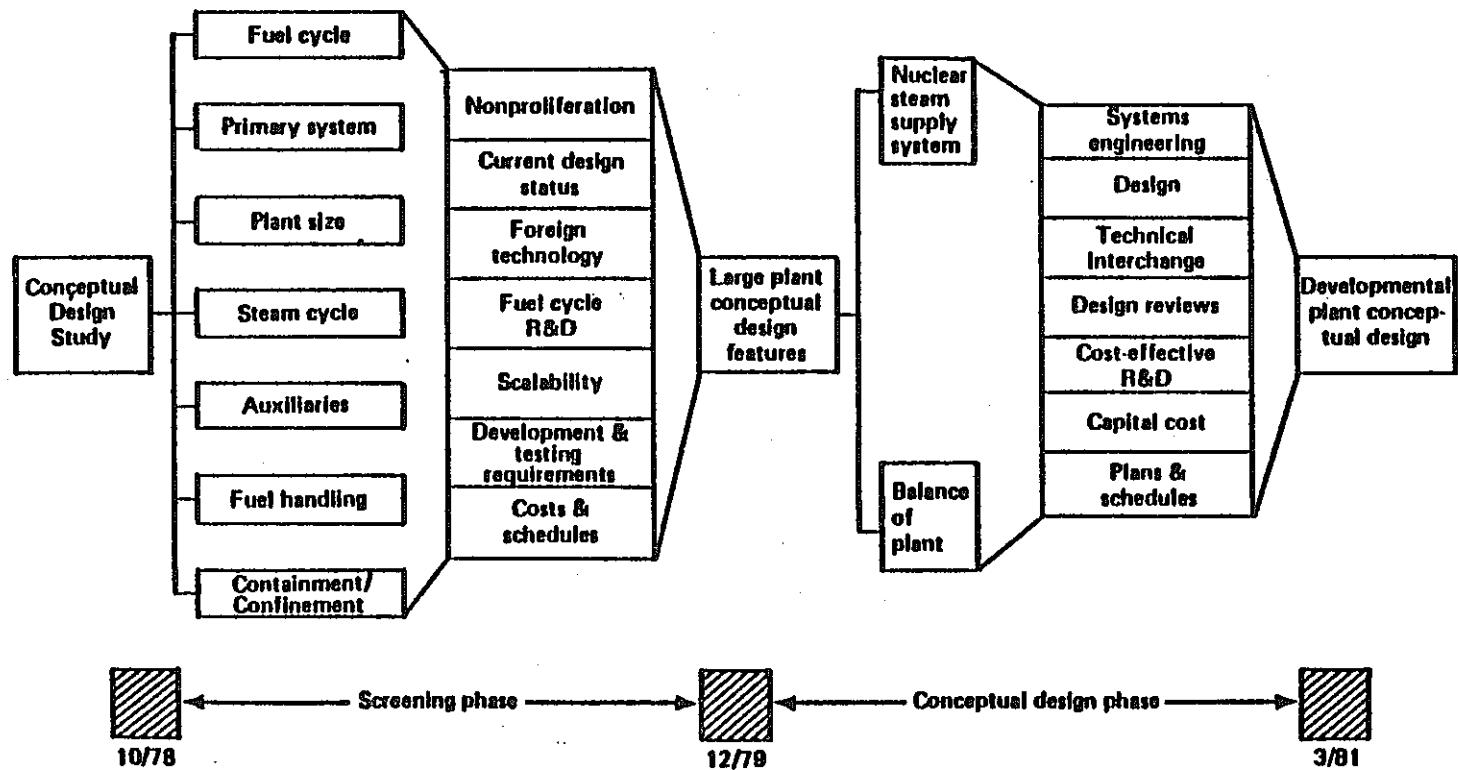 Conceptual
Design
Study
Fuel cycle
Primary system
Plant size
Steam cycle
Auxiliaries
Fuel handling
Containment/
Confinement
Nonproliferation
Current design
status
Foreign
technology
Fuel cycle
R&D
Scalability
Development &
testing
requirements
Costs &
schedules
Large plant
conceptual
design
features
Nuclear
steam
supply
system
Balance
of
plant
Systems
engineering
Design
Technical
Interchange
Design reviews
Cost-effective
R&D
Capital cost
Plans &
schedules
Developmental
plant concep-
tual design
Screening phase
Conceptual design phase
10/78
12/79
3/81